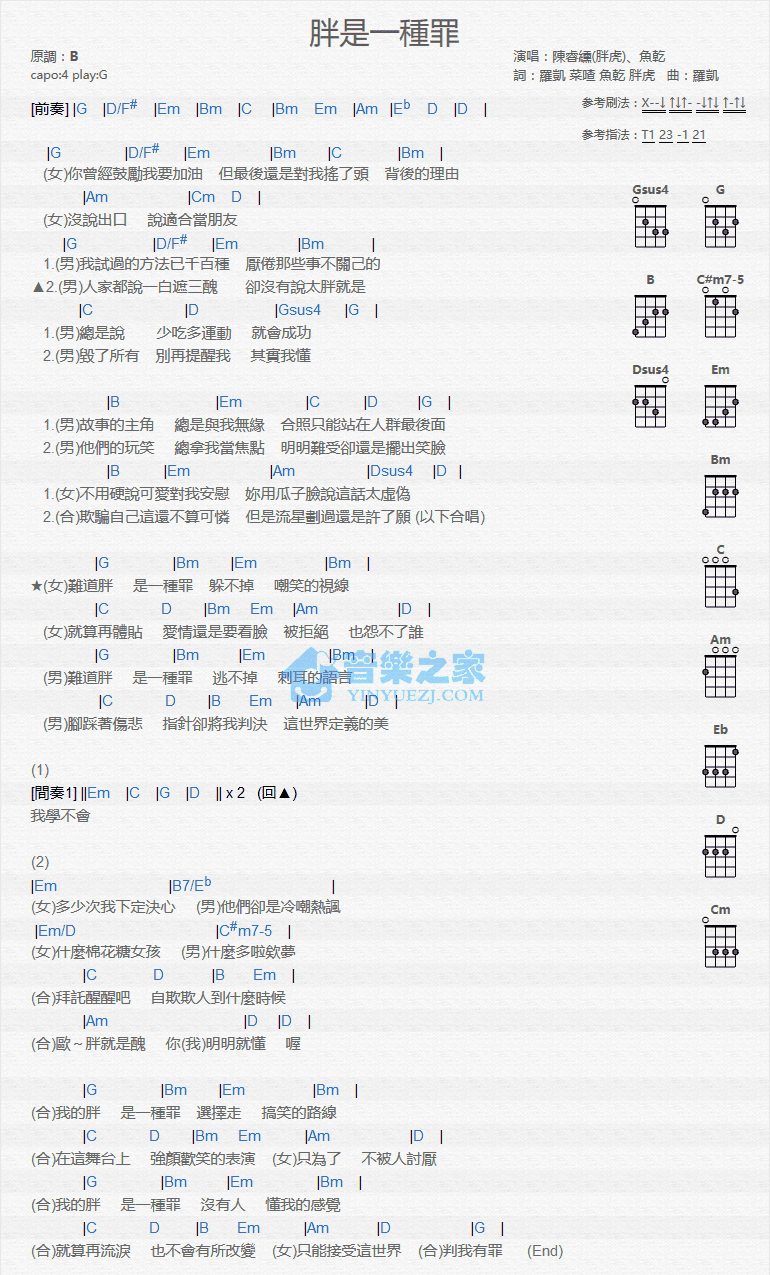 胖是一種罪
原調：B
capo:4 play:G
演唱：陳睿縜(胖虎)、魚乾
詞：羅凱 菜喳 魚乾 胖虎 曲：羅凱
參考刷法：X--↓ ↑↓↑- -↓↑↓ ↑-↑↓
參考指法：T1 23 -1 21
[前奏] |G |D/F# |Em |Bm |C |Bm Em |Am |Eb D |D |
|G |D/F# |Em |Bm |C |Bm |
(女)你曾經鼓勵我要加油 但最後還是對我搖了頭 背後的理由
|Am |Cm D |
(女)沒說出口 說適合當朋友
|G |D/F# |Em |Bm |
1.(男)我試過的方法已千百種 厭倦那些事不關己的
▲2.(男)人家都說一白遮三醜 卻沒有說太胖就是
|C |D |Gsus4 |G |
1.(男)總是說 少吃多運動 就會成功
2.(男)毀了所有 別再提醒我 其實我懂
|B |Em |C |D |G |
1.(男)故事的主角 總是與我無緣 合照只能站在人群最後面
2.(男)他們的玩笑 總拿我當焦點 明明難受卻還是擺出笑臉
|B |Em |Am |Dsus4 |D |
1.(女)不用硬說可愛對我安慰 妳用瓜子臉說這話太虛偽
2.(合)欺騙自己這還不算可憐 但是流星劃過還是許了願 (以下合唱)
|G |Bm |Em |Bm |
★(女)難道胖 是一種罪 躲不掉 嘲笑的視線
|C D |Bm Em |Am |D |
(女)就算再體貼 愛情還是要看臉 被拒絕 也怨不了誰
|G |Bm |Em |Bm |
(男)難道胖 是一種罪 逃不掉 刺耳的語言
|C D |B Em |Am |D |
(男)腳踩著傷悲 指針卻將我判決 這世界定義的美
(1)
[間奏1] ||Em |C |G |D || x 2 (回▲)
我學不會
(2)
|Em |B7/Eb |
(女)多少次我下定決心 (男)他們卻是冷嘲熱諷
|Em/D |C#m7-5 |
(女)什麼棉花糖女孩 (男)什麼多啦欸夢
|C D |B Em |
(合)拜託醒醒吧 自欺欺人到什麼時候
|Am |D |D |
(合)歐～胖就是醜 你(我)明明就懂 喔
|G |Bm |Em |Bm |
(合)我的胖 是一種罪 選擇走 搞笑的路線
|C D |Bm Em |Am |D |
(合)在這舞台上 強顏歡笑的表演 (女)只為了 不被人討厭
|G |Bm |Em |Bm |
(合)我的胖 是一種罪 沒有人 懂我的感覺
|C D |B Em |Am |D |G |
(合)就算再流淚 也不會有所改變 (女)只能接受這世界 (合)判我有罪 (End)
Gsus4 G
B C#m7-5
Dsus4 Em
Bm
C
Am
Eb
D
Cm
音樂之家
YINYUEZJ.COM